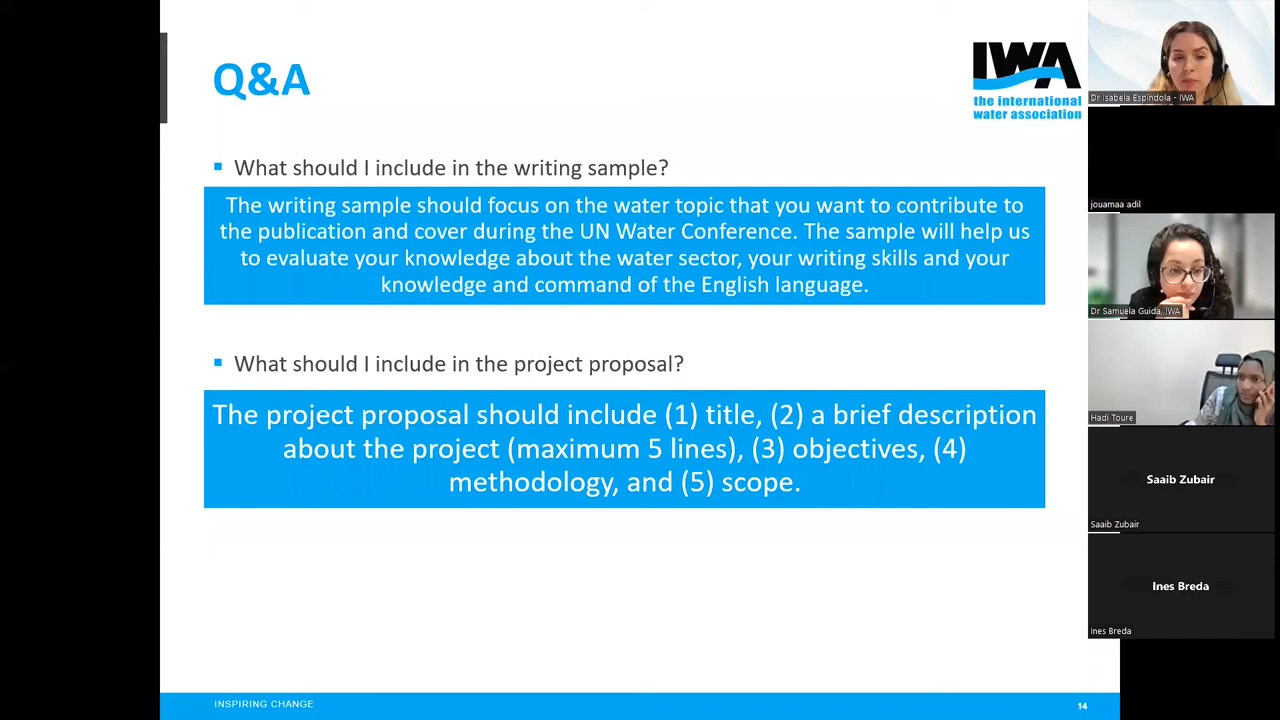 Q&A
IWA
the international
water association
What should I include in the writing sample?
The writing sample should focus on the water topic that you want to contribute to
the publication and cover during the UN Water Conference. The sample will help us
to evaluate your knowledge about the water sector, your writing skills and your
knowledge and command of the English language.
What should I include in the project proposal?
The project proposal should include (1) title, (2) a brief description
about the project (maximum 5 lines), (3) objectives, (4)
methodology, and (5) scope.
INSPIRING CHANGE
14
Dr Isabela Espindola - IWA
jouamaa adil
Dr Samuela Guida, IWA
Hadi Toure
Saaib Zubair
Saaib Zubair
Ines Breda
Ines Breda